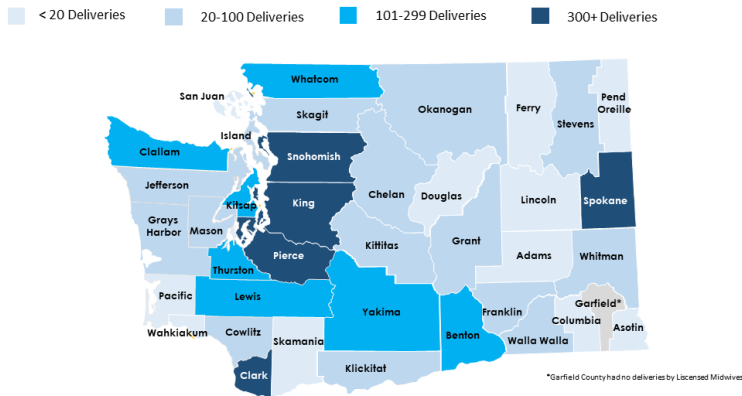 < 20 Deliveries
20-100 Deliveries
101-299 Deliveries
300+ Deliveries
Whatcom
San Juan
Skagit
Okanogan
Ferry
Stevens
Pend
Oreille
Island
Clallam
Snohomish
Jefferson
Chelan
Douglas
Lincoln
Spokane
King
Kitsap
Grays
Harbor
Mason
Kittitas
Grant
Adams
Whitman
Pierce
Thurston
Pacific
Lewis
Yakima
Franklin
Garfield*
Columbia
Asotin
Wahkiakum
Cowlitz
Skamania
Benton
Walla Walla
Klickitat
Clark
*Garfield County had no deliveries by Liscensed Midwives